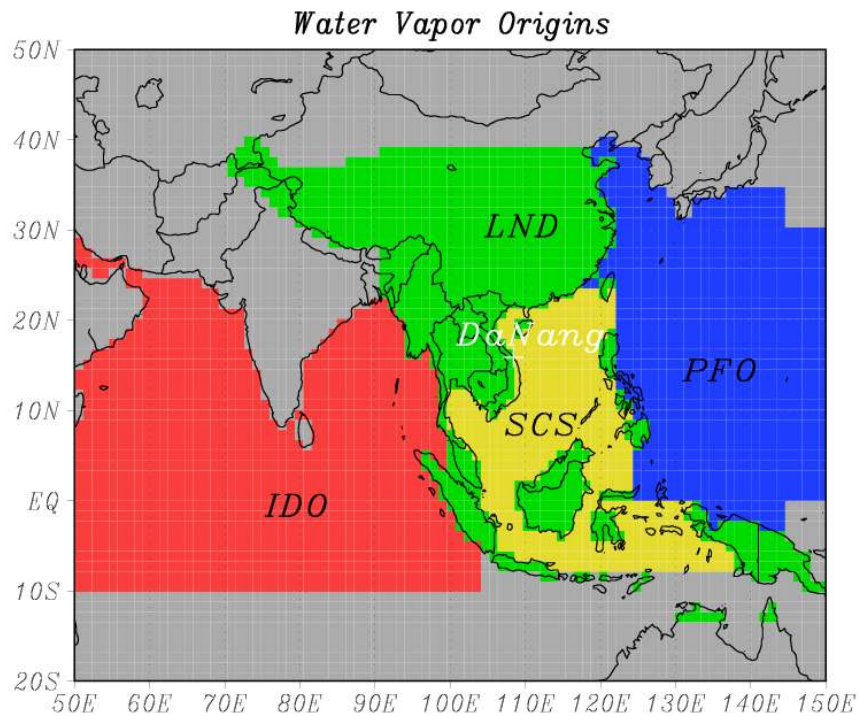 Water Vapor Origins
50N
40N
30N
20N
10N
EQ
10S
20S
LND
DaNang
PFO
SCS
IDO
50E 60E 70E 80E 90E 100E 110E 120E 130E 140E 150E